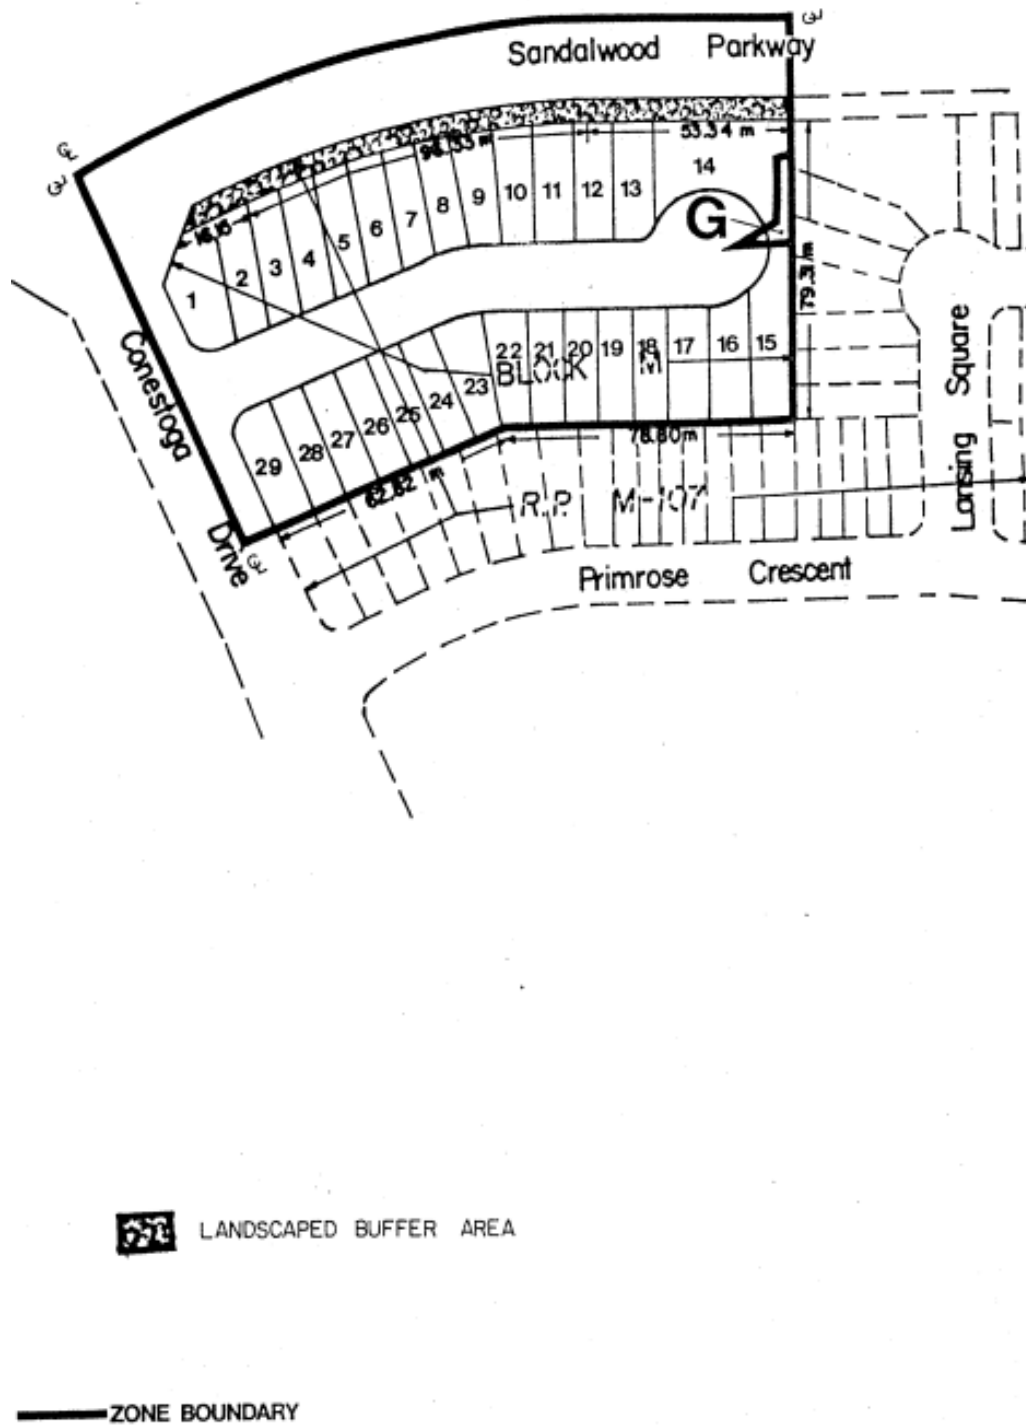 Sandalwood Parkway
53.34 m
14
13
12
11
10
9
8
7
6
5
4
3
2
1
G
79.31 m
Conestoga Drive
22 21 20 19 18 17 16 15
BLOCK M
23
24
25
26
27
28
29
78.80 m
62.82 m
R.P. M-107
Lansing Square
Primrose Crescent
LANDSCAPED BUFFER AREA
ZONE BOUNDARY